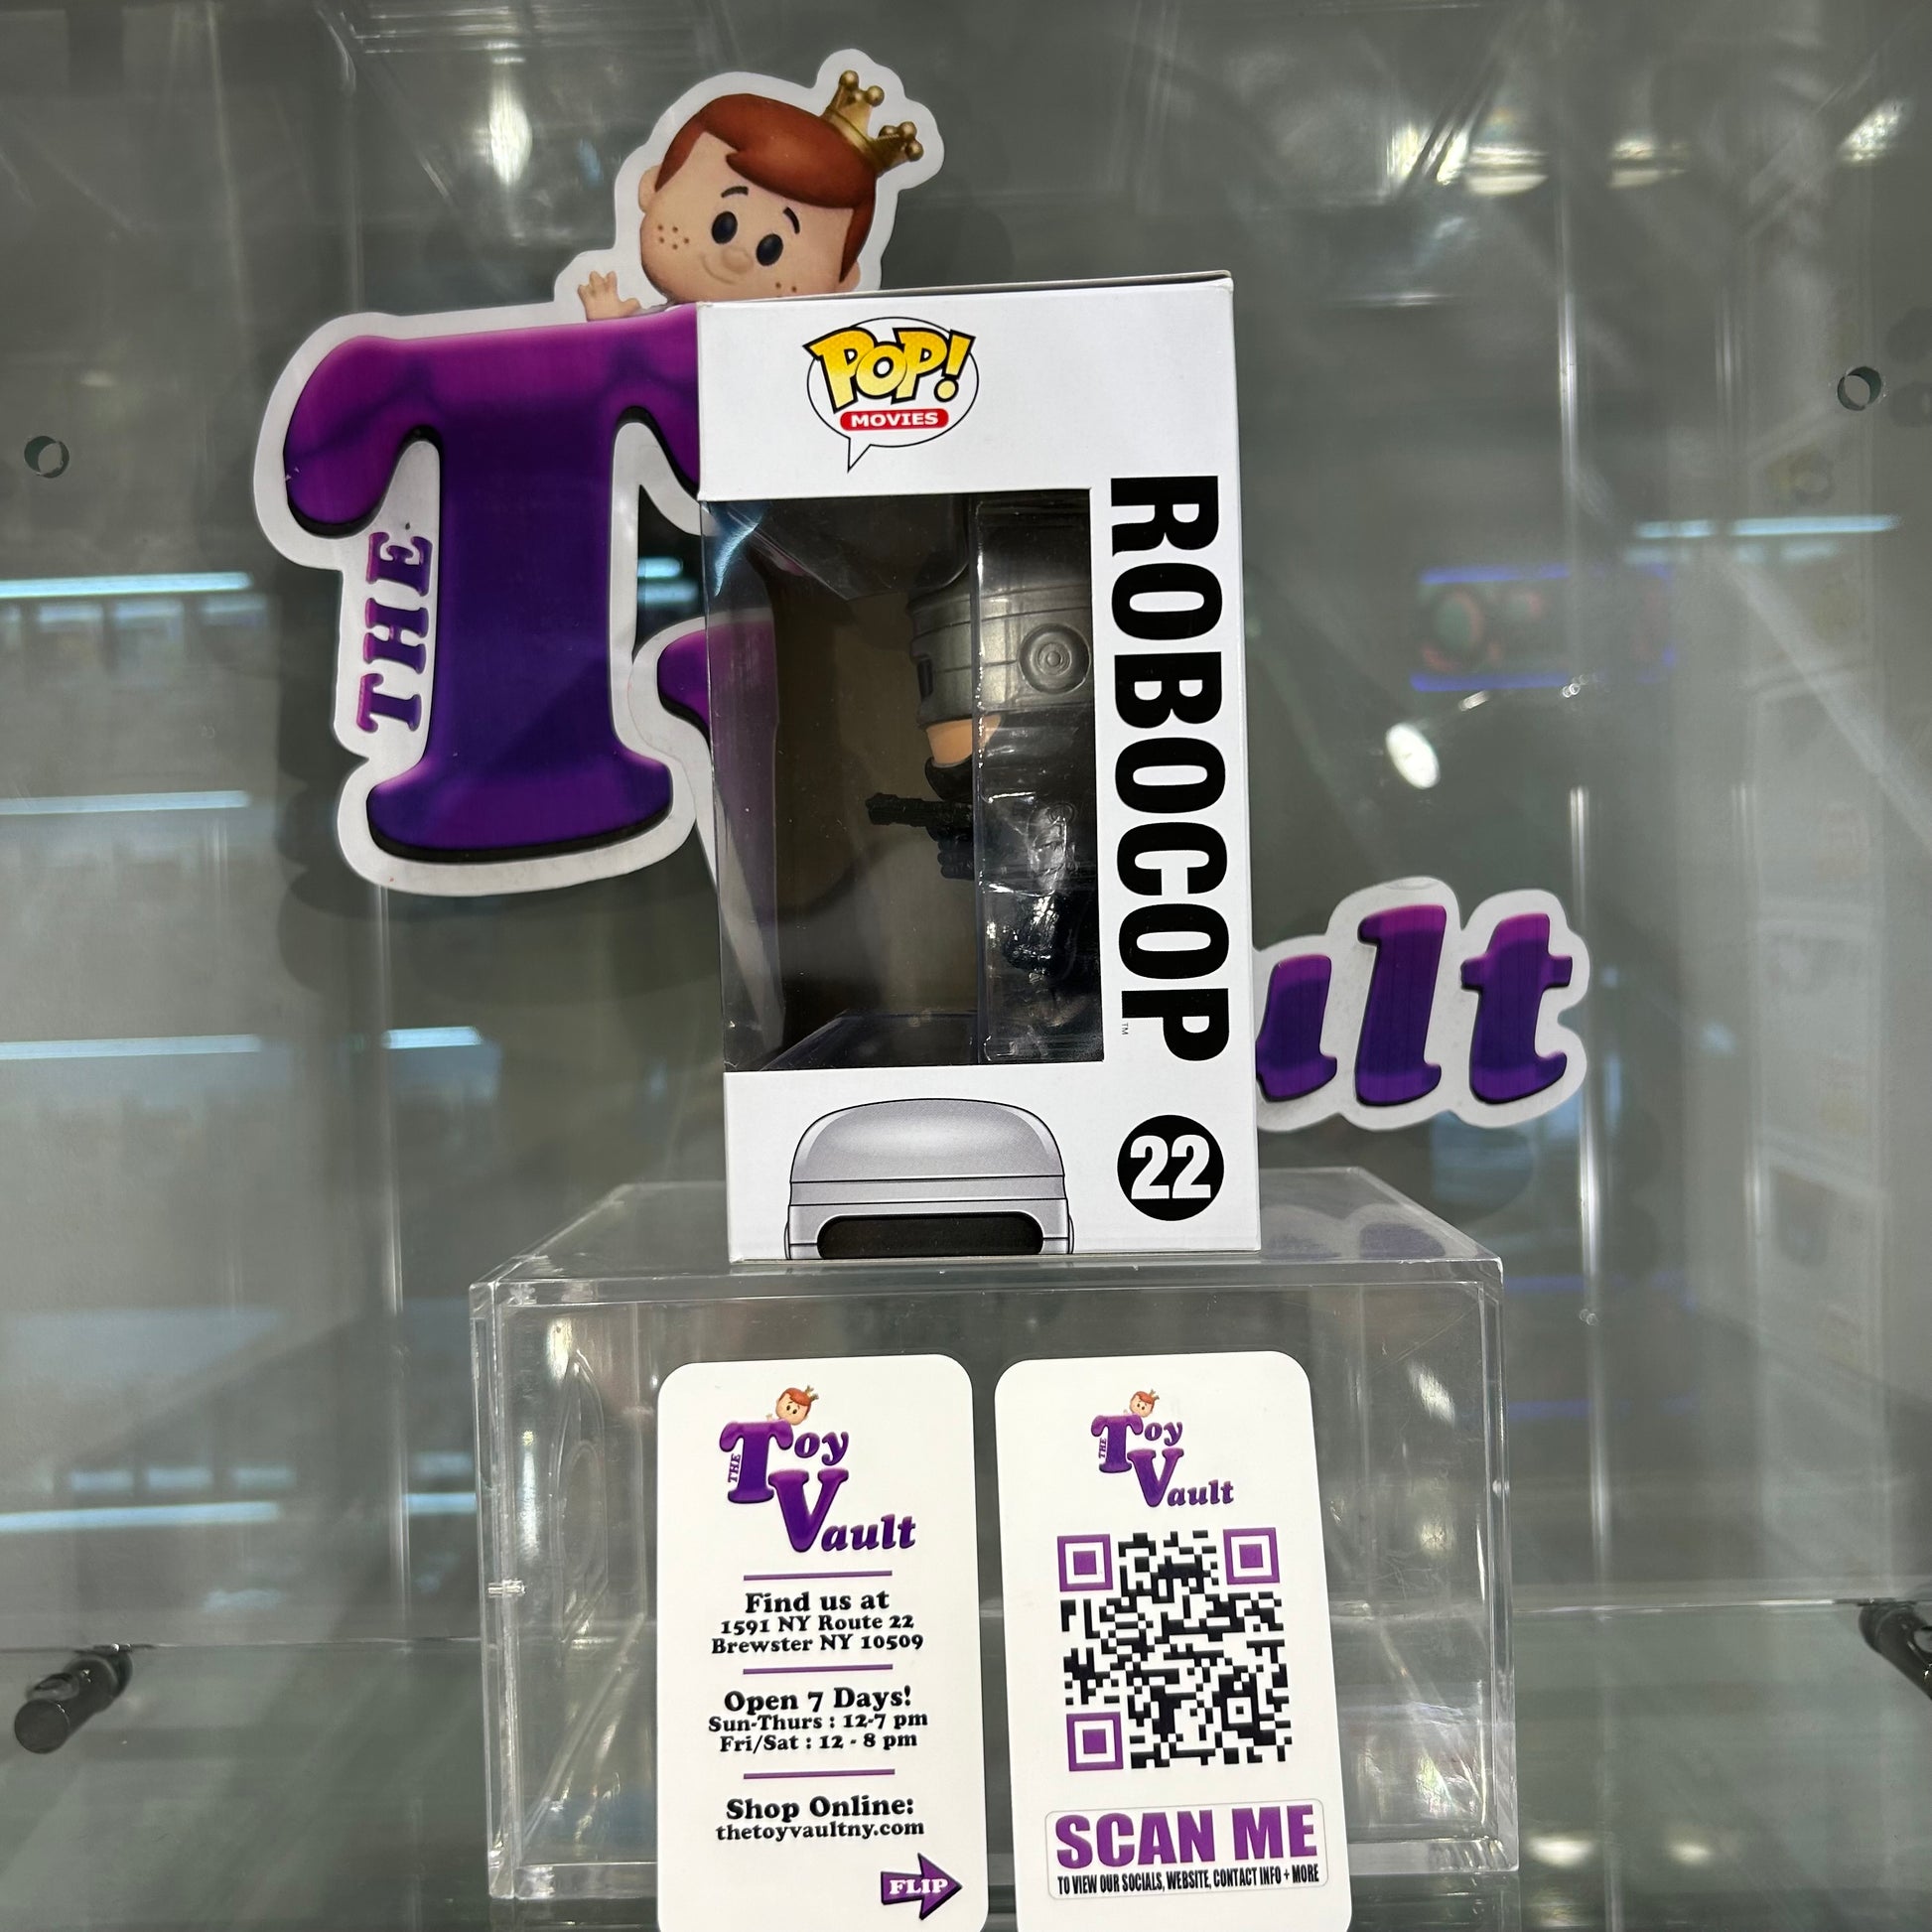 THE
T
ult
POP!
MOVIES
ROBOCOP™
22
THE
Toy
Vault
Find us at
1591 NY Route 22
Brewster NY 10509
Open 7 Days!
Sun-Thurs : 12-7 pm
Fri/Sat : 12 - 8 pm
Shop Online:
thetoyvaultny.com
FLIP
THE
Toy
Vault
SCAN ME
TO VIEW OUR SOCIALS, WEBSITE, CONTACT INFO + MORE